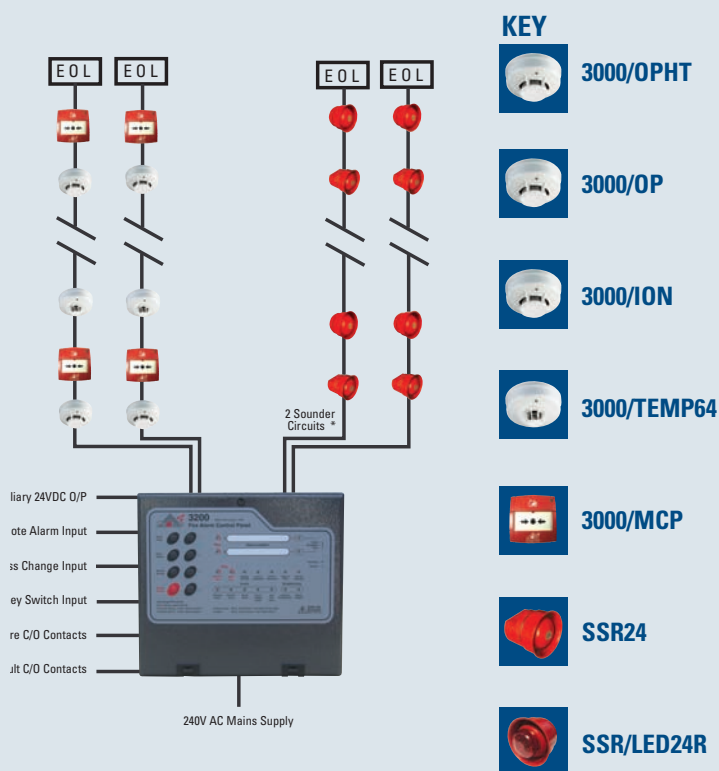 KEY
3000/OPHT
EOL EOL EOL EOL
3000/OP
3000/ION
3000/TEMP64
2 Sounder
Circuits *
liary 24VDC O/P
ote Alarm Input
ss Change Input
ey Switch Input
re C/O Contacts
ult C/O Contacts
3200
Fire Alarm Control Panel
3000/MCP
SSR24
240V AC Mains Supply
SSR/LED24R